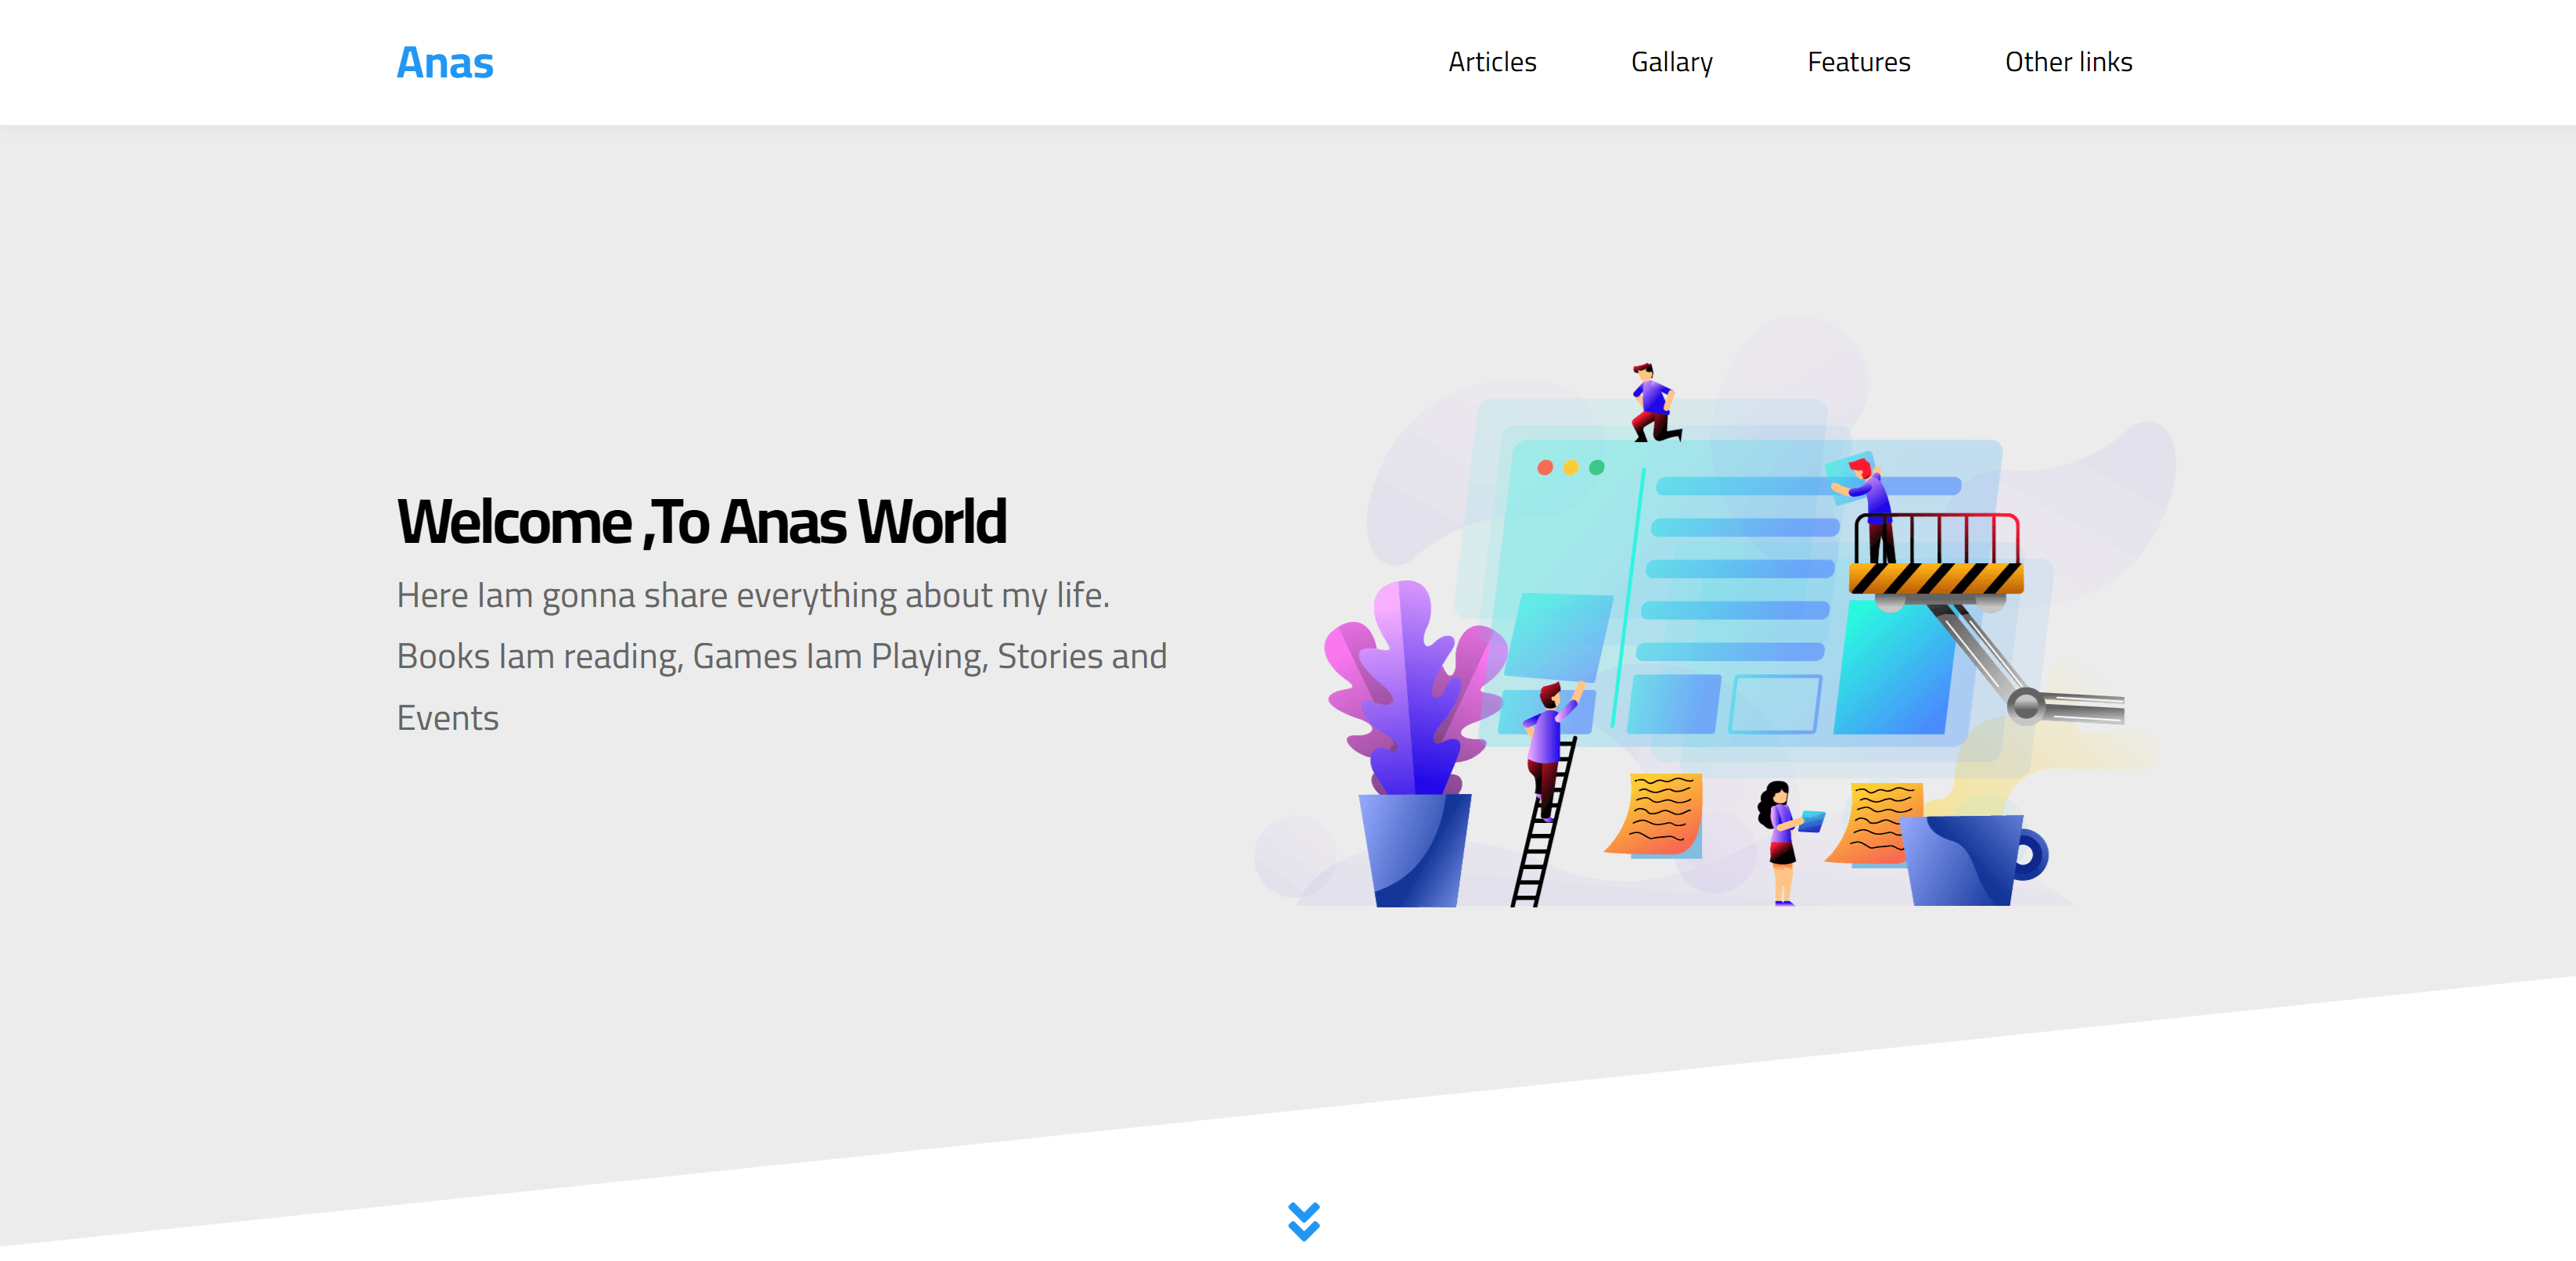 Anas
Articles
Gallary
Features
Other links
Welcome ,To Anas World
Here Iam gonna share everything about my life.
Books Iam reading, Games Iam Playing, Stories and
Events